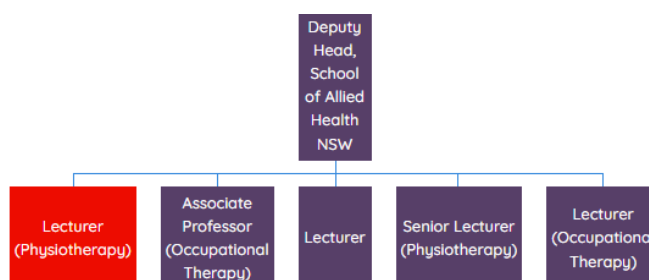 Deputy
Head,
School
of Allied
Health
NSW
Lecturer
(Physiotherapy)
Associate
Professor
(Occupational
Therapy)
Lecturer
Senior Lecturer
(Physiotherapy)
Lecturer
(Occupational
Therapy)